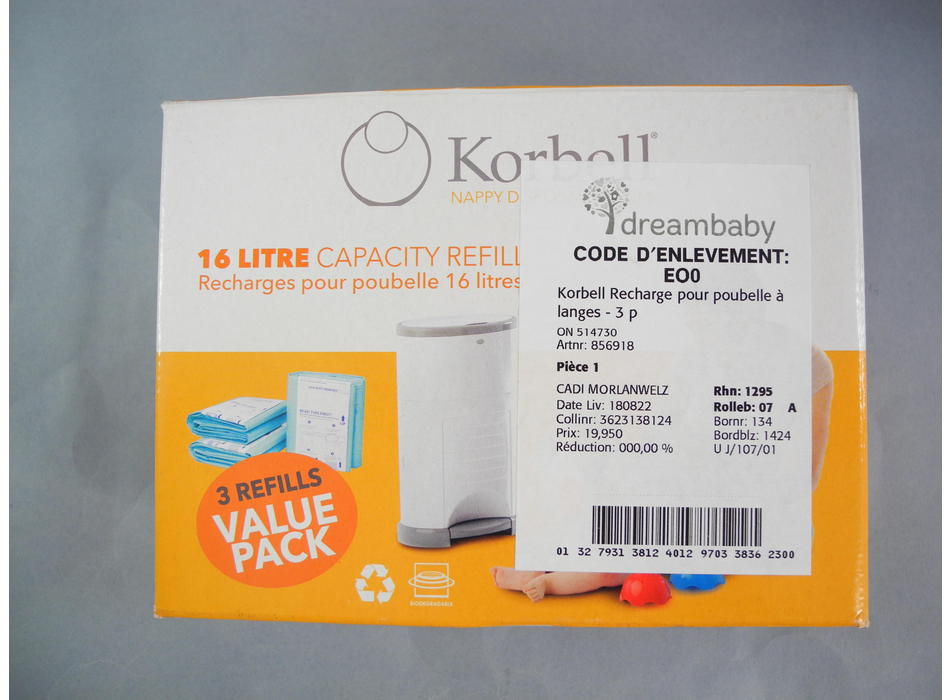 Korbell®
NAPPY D
16 LITRE CAPACITY REFILL
Recharges pour poubelle 16 litres
3 REFILLS
VALUE
PACK
BIODEGRADABLE
dreambaby
CODE D'ENLEVEMENT:
EO0
Korbell Recharge pour poubelle à
langes - 3 p
ON 514730
Artnr: 856918
Pièce 1
CADI MORLANWELZ
Date Liv: 180822
Collinr: 3623138124
Prix: 19,950
Réduction: 000,00 %
Rhn: 1295
Rolleb: 07 A
Bornr: 134
Bordblz: 1424
U J/107/01
01 32 7931 3812 4012 9703 3836 2300